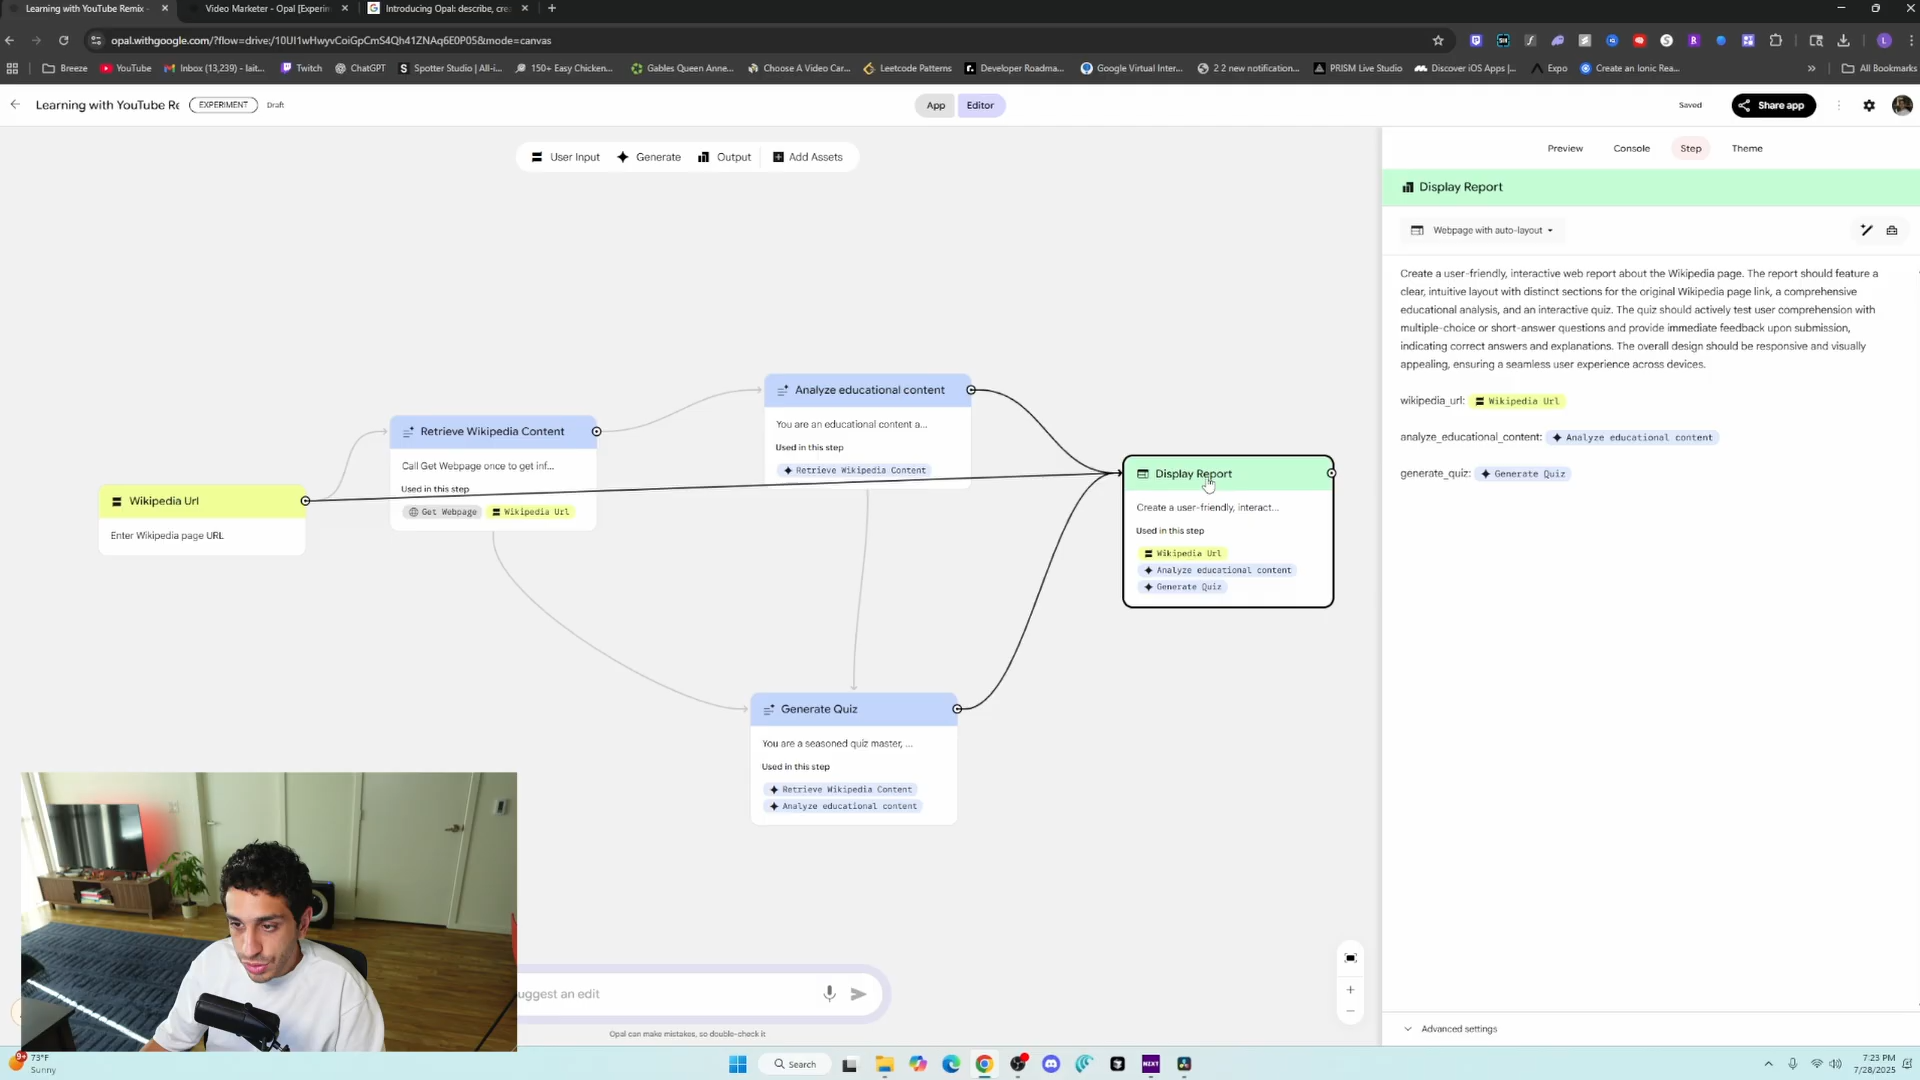 Learning with YouTube Remix -
Video Marketer - Opal [Experim
Introducing Opal: describe, crea
opal.withgoogle.com/?flow=drive:/10UI1wHwyvCoiGpCmS4Qh41ZNAq6E0P05&mode=canvas
Breeze
YouTube
Inbox (13,239) - lait...
Twitch
ChatGPT
Spotter Studio | All-i...
150+ Easy Chicken...
Gables Queen Anne...
Choose A Video Car...
Leetcode Patterns
Developer Roadma...
Google Virtual Inter...
2 2 new notification...
PRISM Live Studio
Discover iOS Apps |...
Expo
Create an Ionic Rea...
All Bookmarks
Learning with YouTube Re
EXPERIMENT
Draft
App
Editor
Saved
Share app
User Input
Generate
Output
Add Assets
Preview
Console
Step
Theme
Display Report
Webpage with auto-layout
Create a user-friendly, interactive web report about the Wikipedia page. The report should feature a
clear, intuitive layout with distinct sections for the original Wikipedia page link, a comprehensive
educational analysis, and an interactive quiz. The quiz should actively test user comprehension with
multiple-choice or short-answer questions and provide immediate feedback upon submission,
indicating correct answers and explanations. The overall design should be responsive and visually
appealing, ensuring a seamless user experience across devices.
wikipedia_url: Wikipedia Url
analyze_educational_content: Analyze educational content
generate_quiz: Generate Quiz
Wikipedia Url
Enter Wikipedia page URL
Retrieve Wikipedia Content
Call Get Webpage once to get inf...
Used in this step
Get Webpage Wikipedia Url
Analyze educational content
You are an educational content a...
Used in this step
Retrieve Wikipedia Content
Generate Quiz
You are a seasoned quiz master, ...
Used in this step
Retrieve Wikipedia Content
Analyze educational content
Display Report
Create a user-friendly, interact...
Used in this step
Wikipedia Url
Analyze educational content
Generate Quiz
uggest an edit
Opal can make mistakes, so double-check it
Advanced settings
9+
73°F
Sunny
Search
NEXT
7:23 PM
7/28/2025